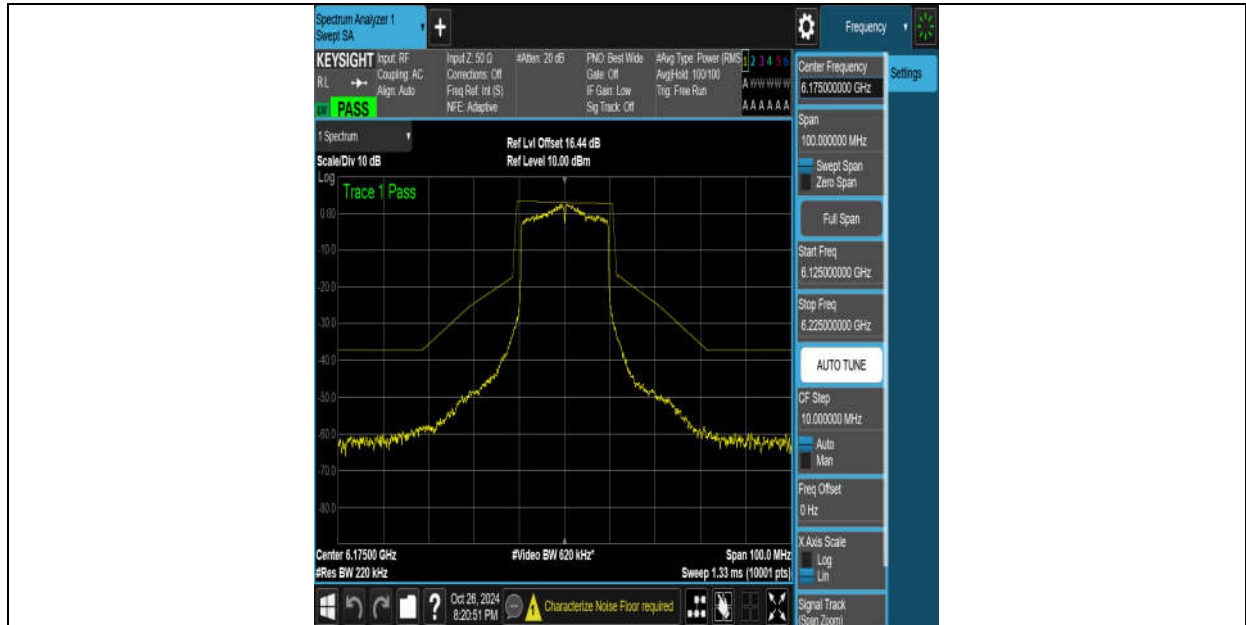 Spectrum Analyzer 1
Swept SA
Frequency
KEYSIGHT
RL
PASS
Input: RF
Coupling: AC
Align: Auto
Input Z: 50 Ω
Corrections: Off
Freq Ref: Int (S)
NFE: Adaptive
#Atten: 20 dB
PNO: Best Wide
Gate: Off
IF Gain: Low
Sig Track: Off
#Avg Type: Power (RMS
Avg|Hold: 100/100
Trig: Free Run
1 2 3 4 5 6
A W W W W W
A A A A A A
1 Spectrum
Scale/Div 10 dB
Ref Lvl Offset 16.44 dB
Ref Level 10.00 dBm
Log
Trace 1 Pass
0.00
-10.0
-20.0
-30.0
-40.0
-50.0
-60.0
-70.0
-80.0
Center 6.17500 GHz
#Res BW 220 kHz
#Video BW 620 kHz*
Span 100.0 MHz
Sweep 1.33 ms (10001 pts)
Center Frequency
6.175000000 GHz
Settings
Span
100.000000 MHz
Swept Span
Zero Span
Full Span
Start Freq
6.125000000 GHz
Stop Freq
6.225000000 GHz
AUTO TUNE
CF Step
10.000000 MHz
Auto
Man
Freq Offset
0 Hz
X Axis Scale
Log
Lin
Signal Track
(Span Zoom)
Oct 26, 2024
8:20:51 PM
Characterize Noise Floor required